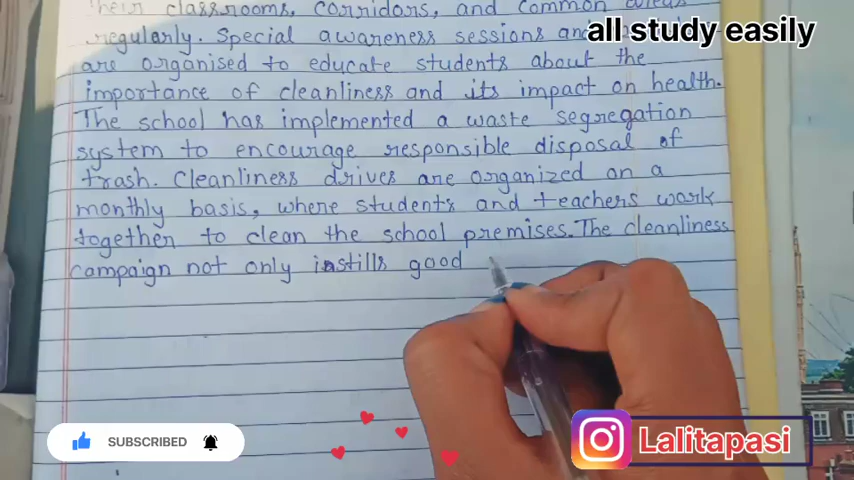 their classrooms, corridors, and common areas
regularly. Special awareness sessions and
all study easily
are organised to educate students about the
importance of cleanliness and its impact on health.
The school has implemented a waste segregation
system to encourage responsible disposal of
trash. Cleanliness drives are organized on a
monthly basis, where students and teachers work
together to clean the school premises. The cleanliness
campaign not only instills good
SUBSCRIBED
Lalitapasi